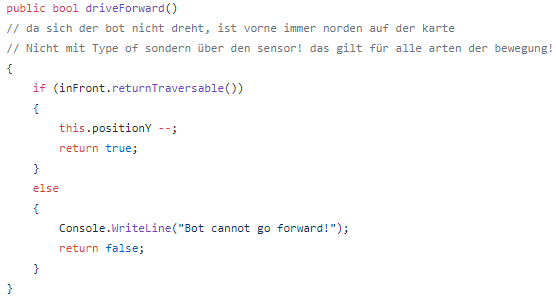 public bool driveForward()
// da sich der bot nicht dreht, ist vorne immer norden auf der karte
// Nicht mit Type of sondern über den sensor! das gilt für alle arten der bewegung!
{
    if (inFront.returnTraversable())
    {
        this.positionY --;
        return true;
    }
    else
    {
        Console.WriteLine("Bot cannot go forward!");
        return false;
    }
}